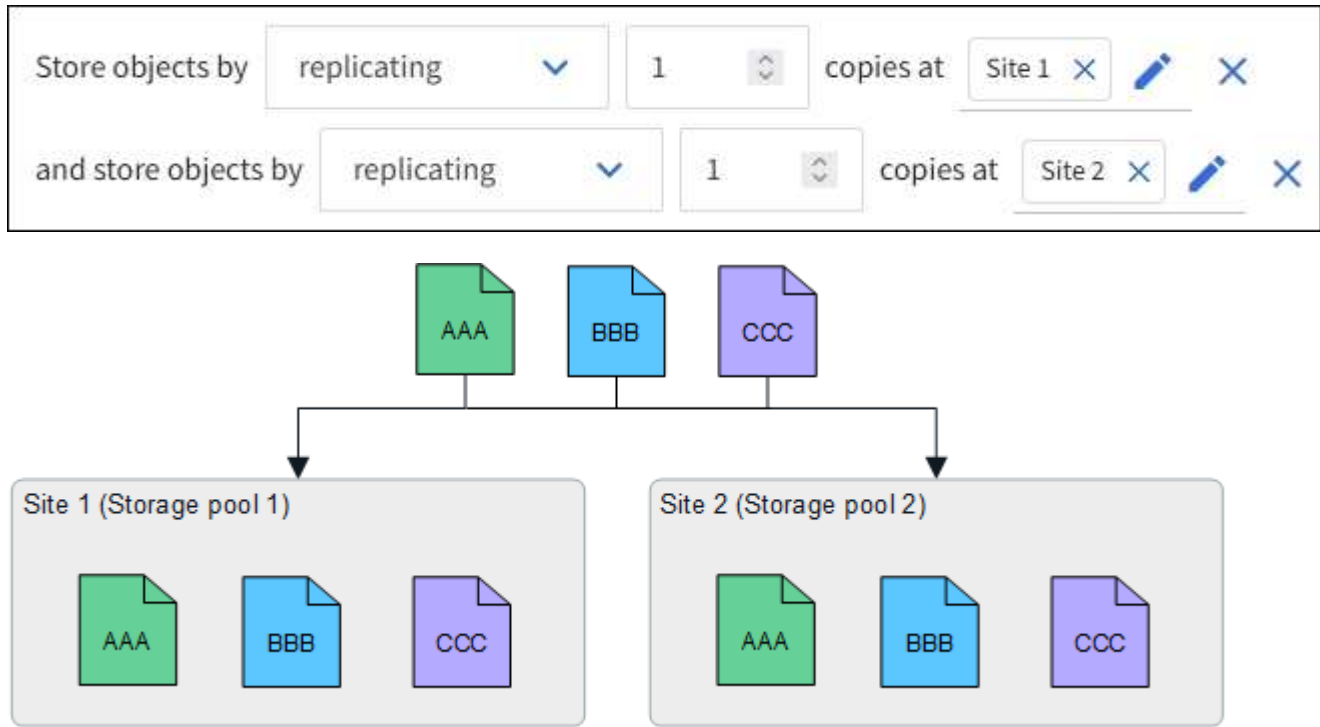 Store objects by replicating 1 copies at Site 1
and store objects by replicating 1 copies at Site 2
AAA BBB CCC
Site 1 (Storage pool 1)
AAA BBB CCC
Site 2 (Storage pool 2)
AAA BBB CCC